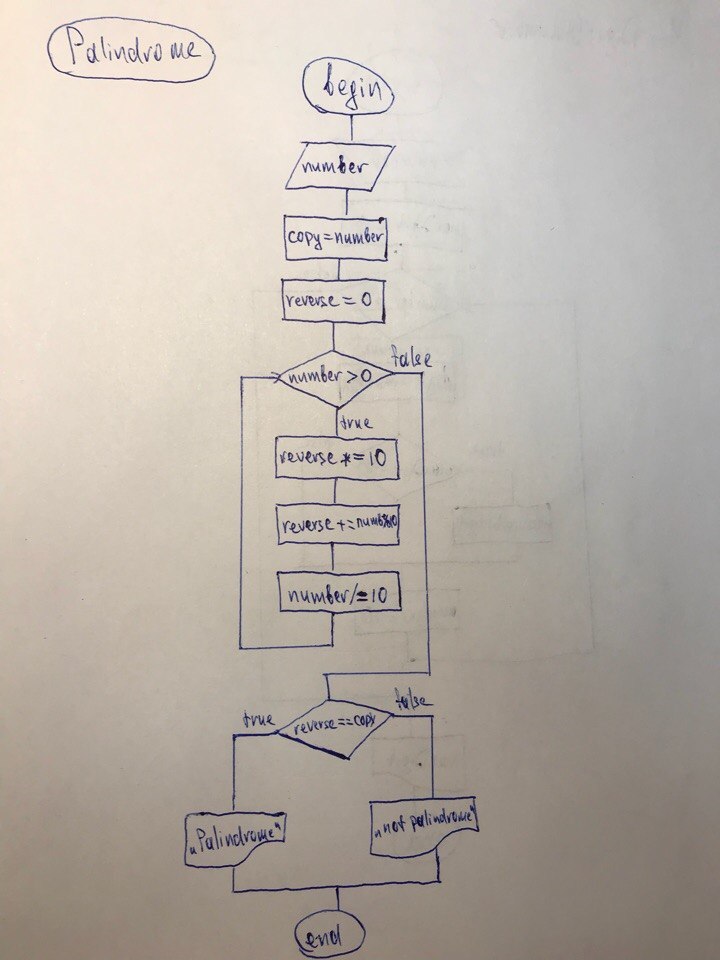 Palindrome
begin
number
copy=number
reverse = 0
number >0
false
true
reverse *= 10
reverse +=numb%10
number/=10
reverse==copy
true
false
„Palindrome"
„not palindrome"
end